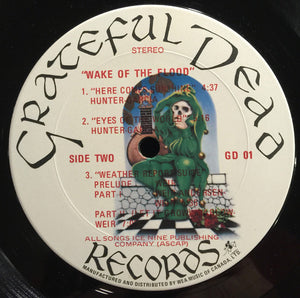 GRATEFUL DEAD
STEREO
"WAKE OF THE FLOOD"
1. "HERE COMES SUNSHINE" 4:37
HUNTER-GARCIA
2. "EYES OF THE WORLD"
HUNTER-GARCIA
SIDE TWO GD 01
3. "WEATHER REPORT SUITE"
PRELUDE
PART I
PART II
WEIR
ALL SONGS ICE NINE PUBLISHING
COMPANY (ASCAP)
RECORDS
MANUFACTURED AND DISTRIBUTED BY WEA MUSIC OF CANADA, LTD